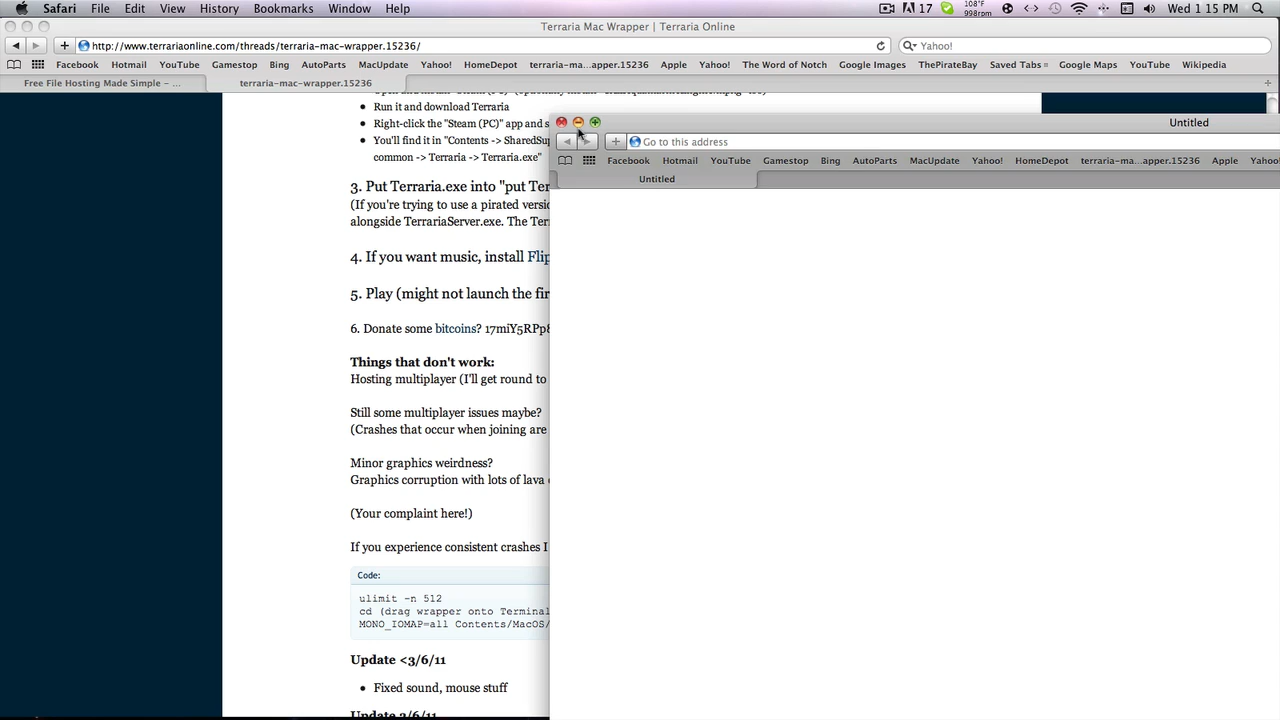 Safari File Edit View History Bookmarks Window Help 17 108°F 998rpm Wed 1 15 PM
Terraria Mac Wrapper | Terraria Online
http://www.terrariaonline.com/threads/terraria-mac-wrapper.15236/ Yahoo!
Facebook Hotmail YouTube Gamestop Bing AutoParts MacUpdate Yahoo! HomeDepot terraria-ma...apper.15236 Apple The Word of Notch Google Images ThePirateBay Saved Tabs Google Maps YouTube Wikipedia
Free File Hosting Made Simple – ... terraria-mac-wrapper.15236
Run it and download Terraria
Right-click the "Steam (PC)" app and s
You'll find it in "Contents -> SharedSup
common -> Terraria -> Terraria.exe"
3. Put Terraria.exe into "put Ter
(If you're trying to use a pirated versio
alongside TerrariaServer.exe. The Ter
4. If you want music, install Flip
5. Play (might not launch the fir
6. Donate some bitcoins? 17miY5RPp8
Things that don't work:
Hosting multiplayer (I'll get round to
Still some multiplayer issues maybe?
(Crashes that occur when joining are
Minor graphics weirdness?
Graphics corruption with lots of lava
(Your complaint here!)
If you experience consistent crashes I
Code:
ulimit -n 512
cd (drag wrapper onto Terminal
MONO_IOMAP=all Contents/MacOS/
Update <3/6/11
Fixed sound, mouse stuff
Update 3/6/11
Untitled
Go to this address
Facebook Hotmail YouTube Gamestop Bing AutoParts MacUpdate Yahoo! HomeDepot terraria-ma...apper.15236 Apple Yahoo
Untitled